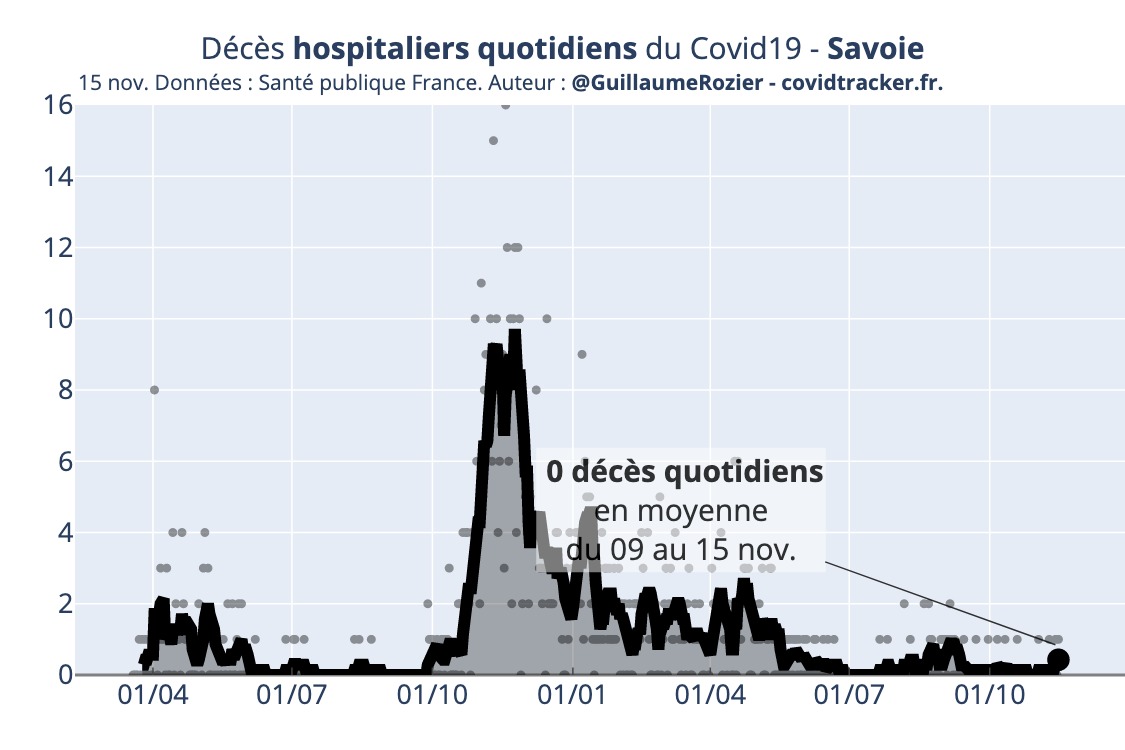 Décès hospitaliers quotidiens du Covid19 - Savoie
15 nov. Données : Santé publique France. Auteur : @GuillaumeRozier - covidtracker.fr.
16
14
12
10
8
6
4
2
0
0 décès quotidiens
en moyenne
du 09 au 15 nov.
01/04 01/07 01/10 01/01 01/04 01/07 01/10